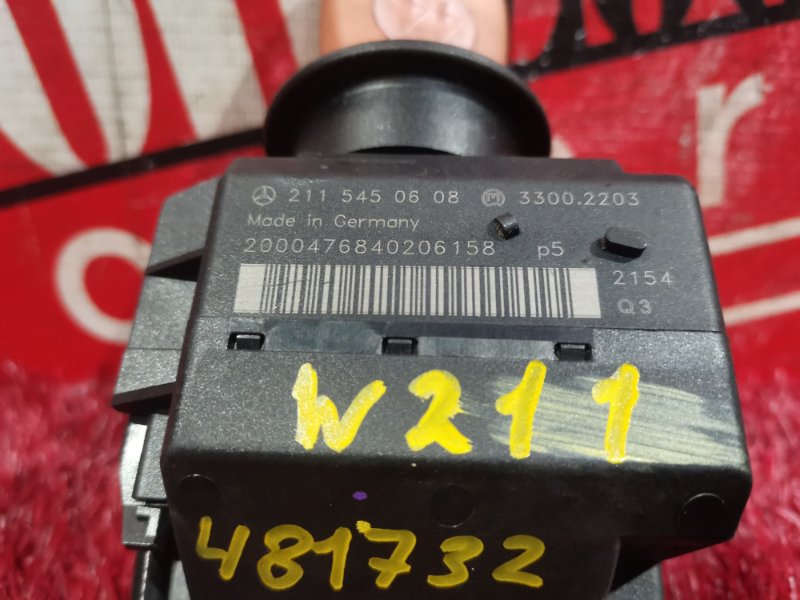 211 545 06 08 3300.2203
Made in Germany
2000476840206158 p5
2154
Q3
W211
481732